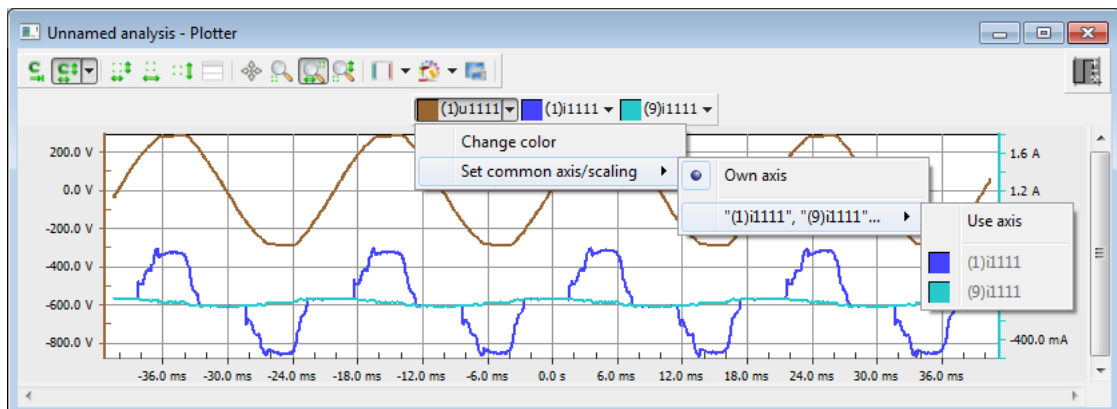 Unnamed analysis - Plotter
(1)u1111 (1)i1111 (9)i1111
Change color
Set common axis/scaling
Own axis
"(1)i1111", "(9)i1111"...
Use axis
(1)i1111
(9)i1111
200.0 V
0.0 V
-200.0 V
-400.0 V
-600.0 V
-800.0 V
1.6 A
1.2 A
-400.0 mA
-36.0 ms -30.0 ms -24.0 ms -18.0 ms -12.0 ms -6.0 ms 0.0 s 6.0 ms 12.0 ms 18.0 ms 24.0 ms 30.0 ms 36.0 ms